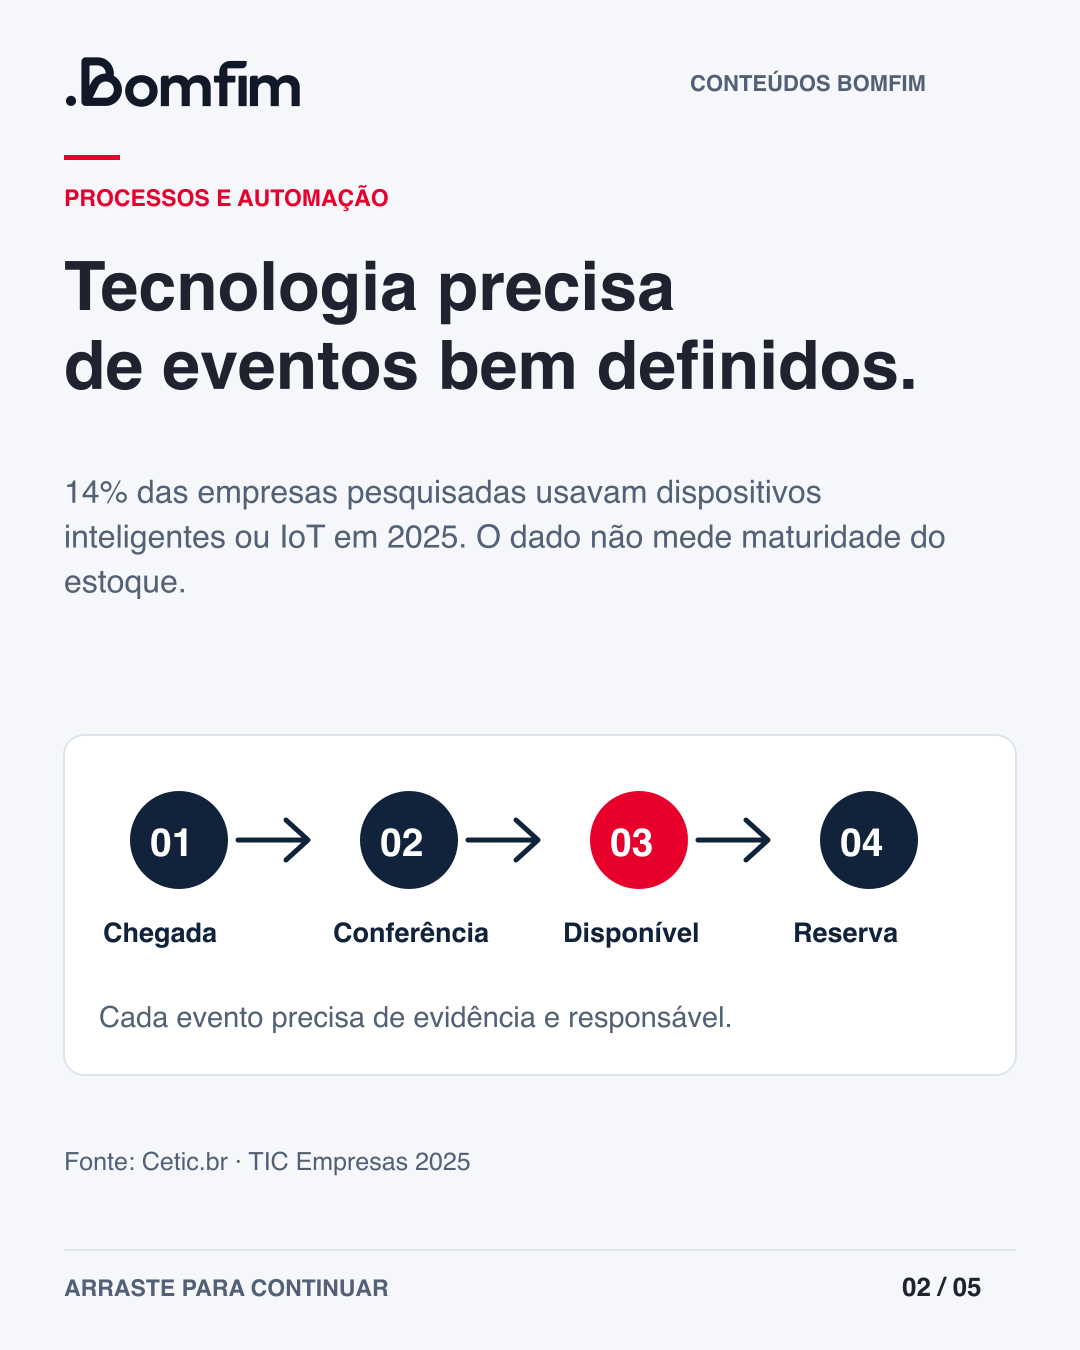 .Bomfim
CONTEÚDOS BOMFIM
PROCESSOS E AUTOMAÇÃO
Tecnologia precisa
de eventos bem definidos.
14% das empresas pesquisadas usavam dispositivos
inteligentes ou IoT em 2025. O dado não mede maturidade do
estoque.
01 02 03 04
Chegada Conferência Disponível Reserva
Cada evento precisa de evidência e responsável.
Fonte: Cetic.br · TIC Empresas 2025
ARRASTE PARA CONTINUAR
02 / 05